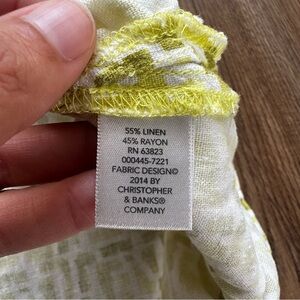 55% LINEN
45% RAYON
RN 63823
000445-7221
FABRIC DESIGN©
2014 BY
CHRISTOPHER
& BANKS®
COMPANY